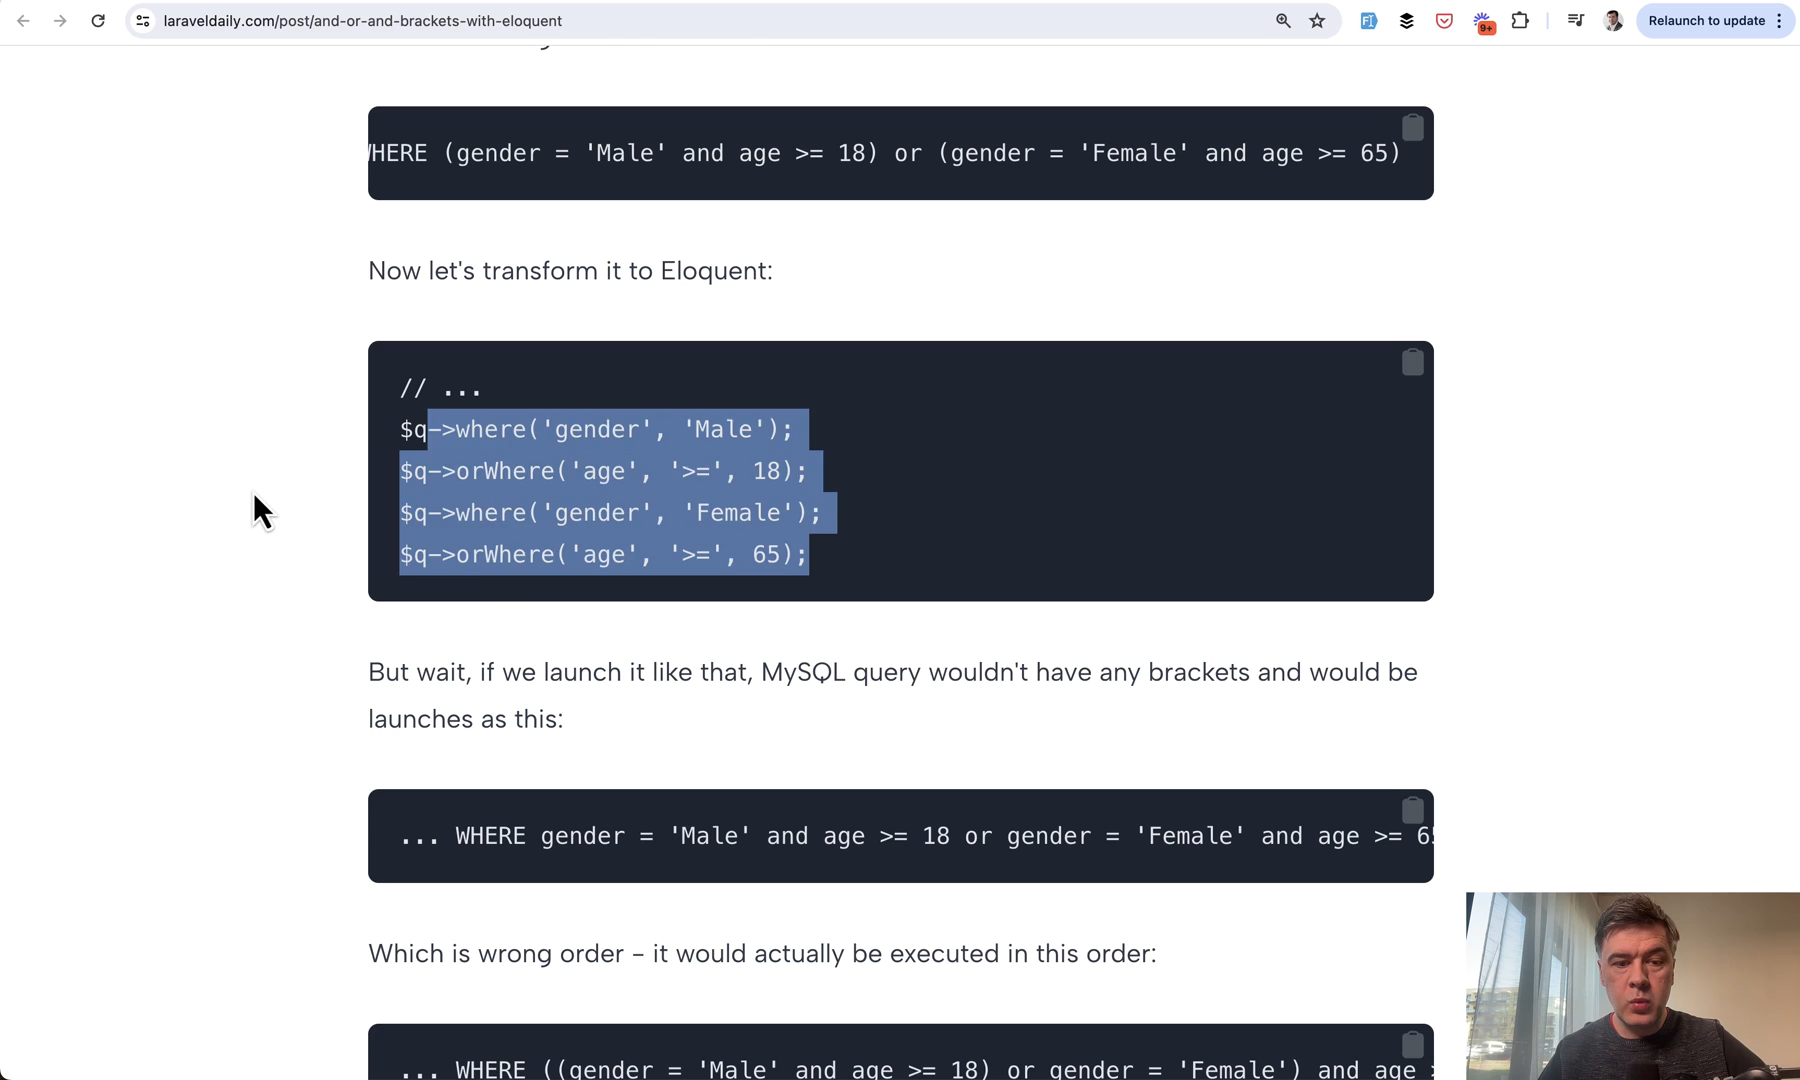 laraveldaily.com/post/and-or-and-brackets-with-eloquent
9+
Relaunch to update
WHERE (gender = 'Male' and age >= 18) or (gender = 'Female' and age >= 65)
Now let's transform it to Eloquent:
// ...
$q->where('gender', 'Male');
$q->orWhere('age', '>=', 18);
$q->where('gender', 'Female');
$q->orWhere('age', '>=', 65);
But wait, if we launch it like that, MySQL query wouldn't have any brackets and would be
launches as this:
... WHERE gender = 'Male' and age >= 18 or gender = 'Female' and age >= 65
Which is wrong order - it would actually be executed in this order:
... WHERE ((gender = 'Male' and age >= 18) or gender = 'Female') and age >